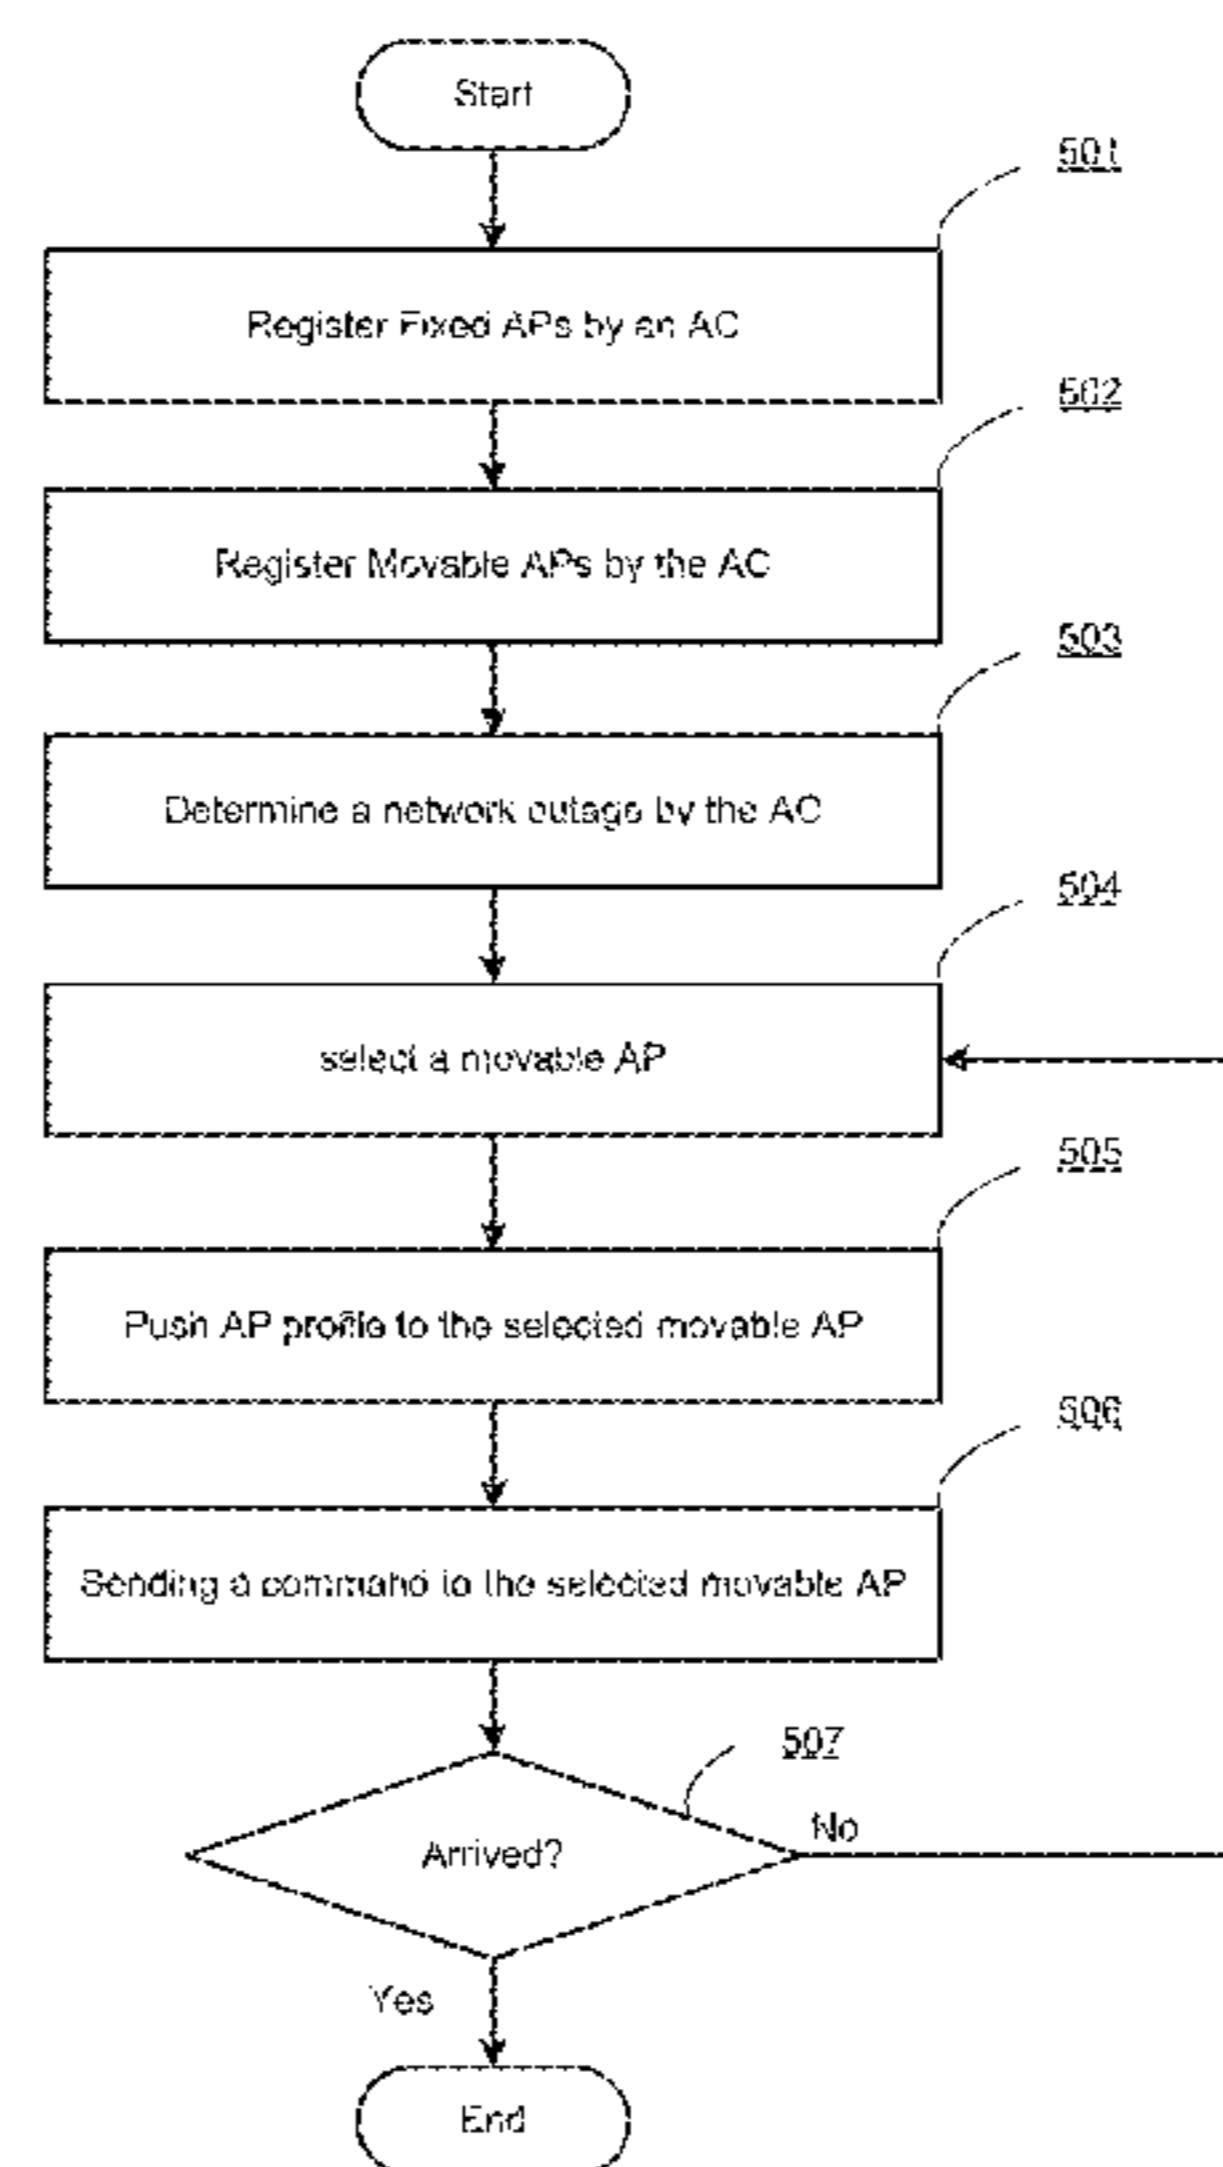 Start
501
Register Fixed APs by an AC
502
Register Movable APs by the AC
503
Determine a network outage by the AC
504
select a movable AP
505
Push AP profile to the selected movable AP
506
Sending a command to the selected movable AP
507
Arrived?
No
Yes
End